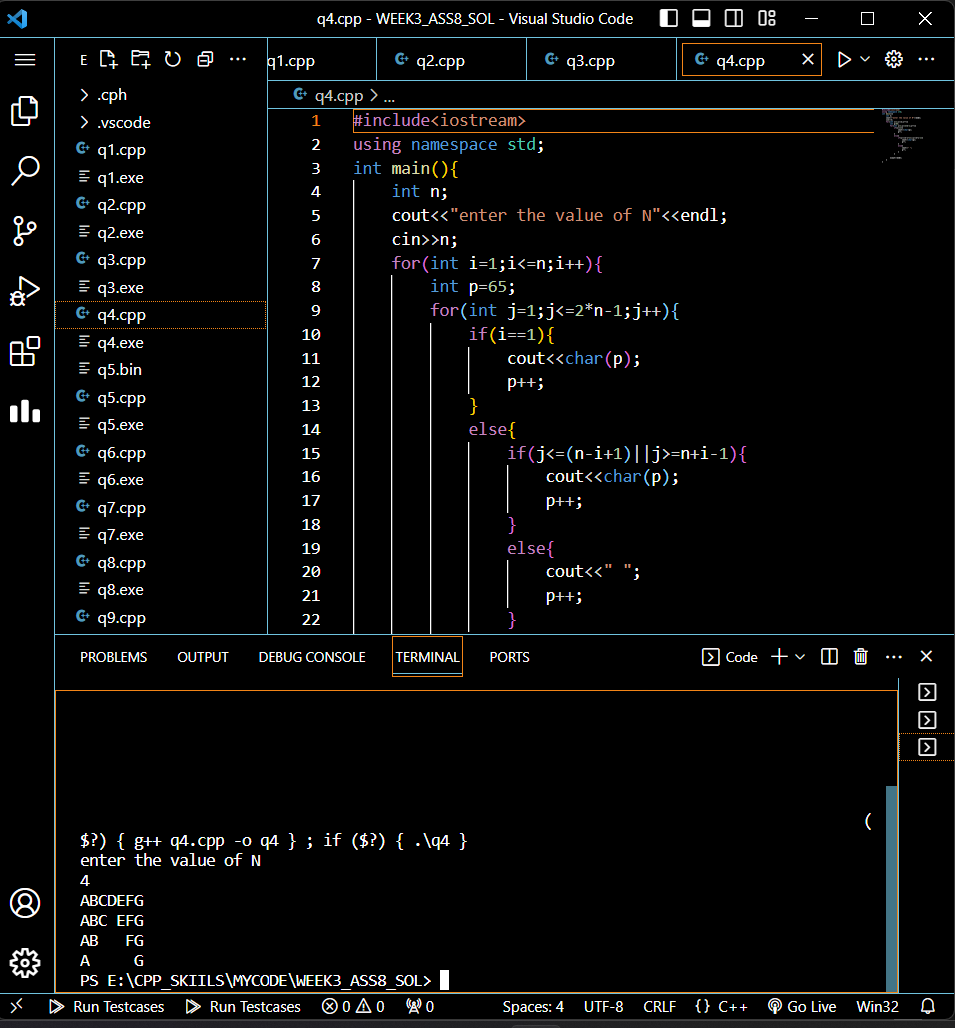 q4.cpp - WEEK3_ASS8_SOL - Visual Studio Code
E
q1.cpp
q2.cpp
q3.cpp
q4.cpp
.cph
.vscode
q1.cpp
q1.exe
q2.cpp
q2.exe
q3.cpp
q3.exe
q4.cpp
q4.exe
q5.bin
q5.cpp
q5.exe
q6.cpp
q6.exe
q7.cpp
q7.exe
q8.cpp
q8.exe
q9.cpp
q4.cpp > ...
1 #include<iostream>
2 using namespace std;
3 int main(){
4 int n;
5 cout<<"enter the value of N"<<endl;
6 cin>>n;
7 for(int i=1;i<=n;i++){
8 int p=65;
9 for(int j=1;j<=2*n-1;j++){
10 if(i==1){
11 cout<<char(p);
12 p++;
13 }
14 else{
15 if(j<=(n-i+1)||j>=n+i-1){
16 cout<<char(p);
17 p++;
18 }
19 else{
20 cout<<" ";
21 p++;
22 }
PROBLEMS OUTPUT DEBUG CONSOLE TERMINAL PORTS
Code
(
$?) { g++ q4.cpp -o q4 } ; if ($?) { .\q4 }
enter the value of N
4
ABCDEFG
ABC EFG
AB   FG
A     G
PS E:\CPP_SKIILS\MYCODE\WEEK3_ASS8_SOL>
Run Testcases Run Testcases 0 0 0 Spaces: 4 UTF-8 CRLF {} C++ Go Live Win32